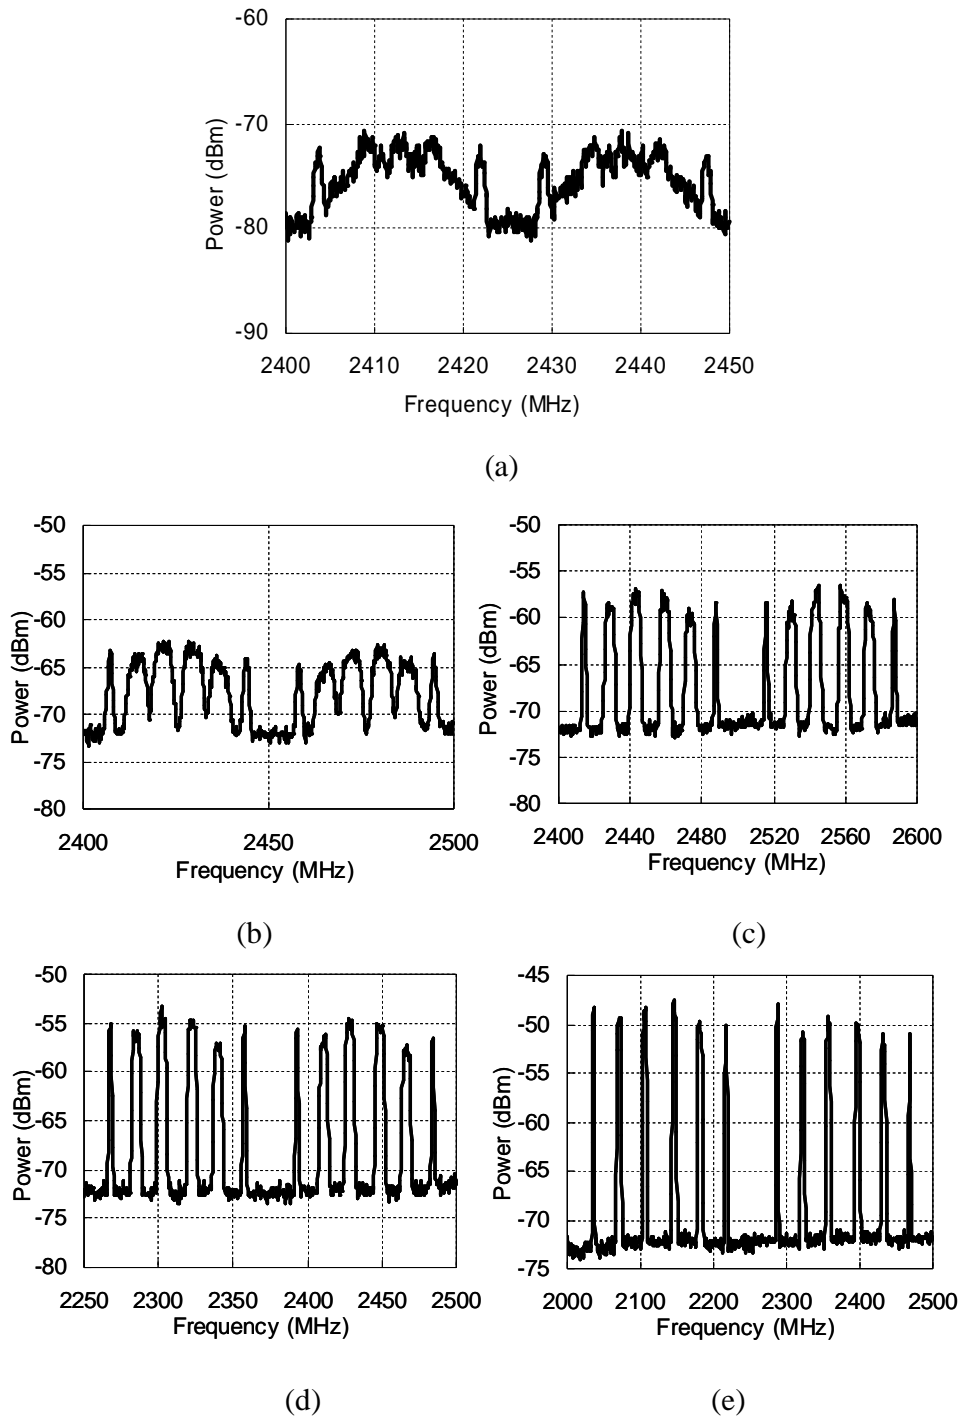 -60
-70
-80
-90
Power (dBm)
2400 2410 2420 2430 2440 2450
Frequency (MHz)
(a)
-50
-55
-60
-65
-70
-75
-80
Power (dBm)
2400 2450 2500
Frequency (MHz)
(b)
-50
-55
-60
-65
-70
-75
-80
Power (dBm)
2400 2440 2480 2520 2560 2600
Frequency (MHz)
(c)
-50
-55
-60
-65
-70
-75
-80
Power (dBm)
2250 2300 2350 2400 2450 2500
Frequency (MHz)
(d)
-45
-50
-55
-60
-65
-70
-75
Power (dBm)
2000 2100 2200 2300 2400 2500
Frequency (MHz)
(e)